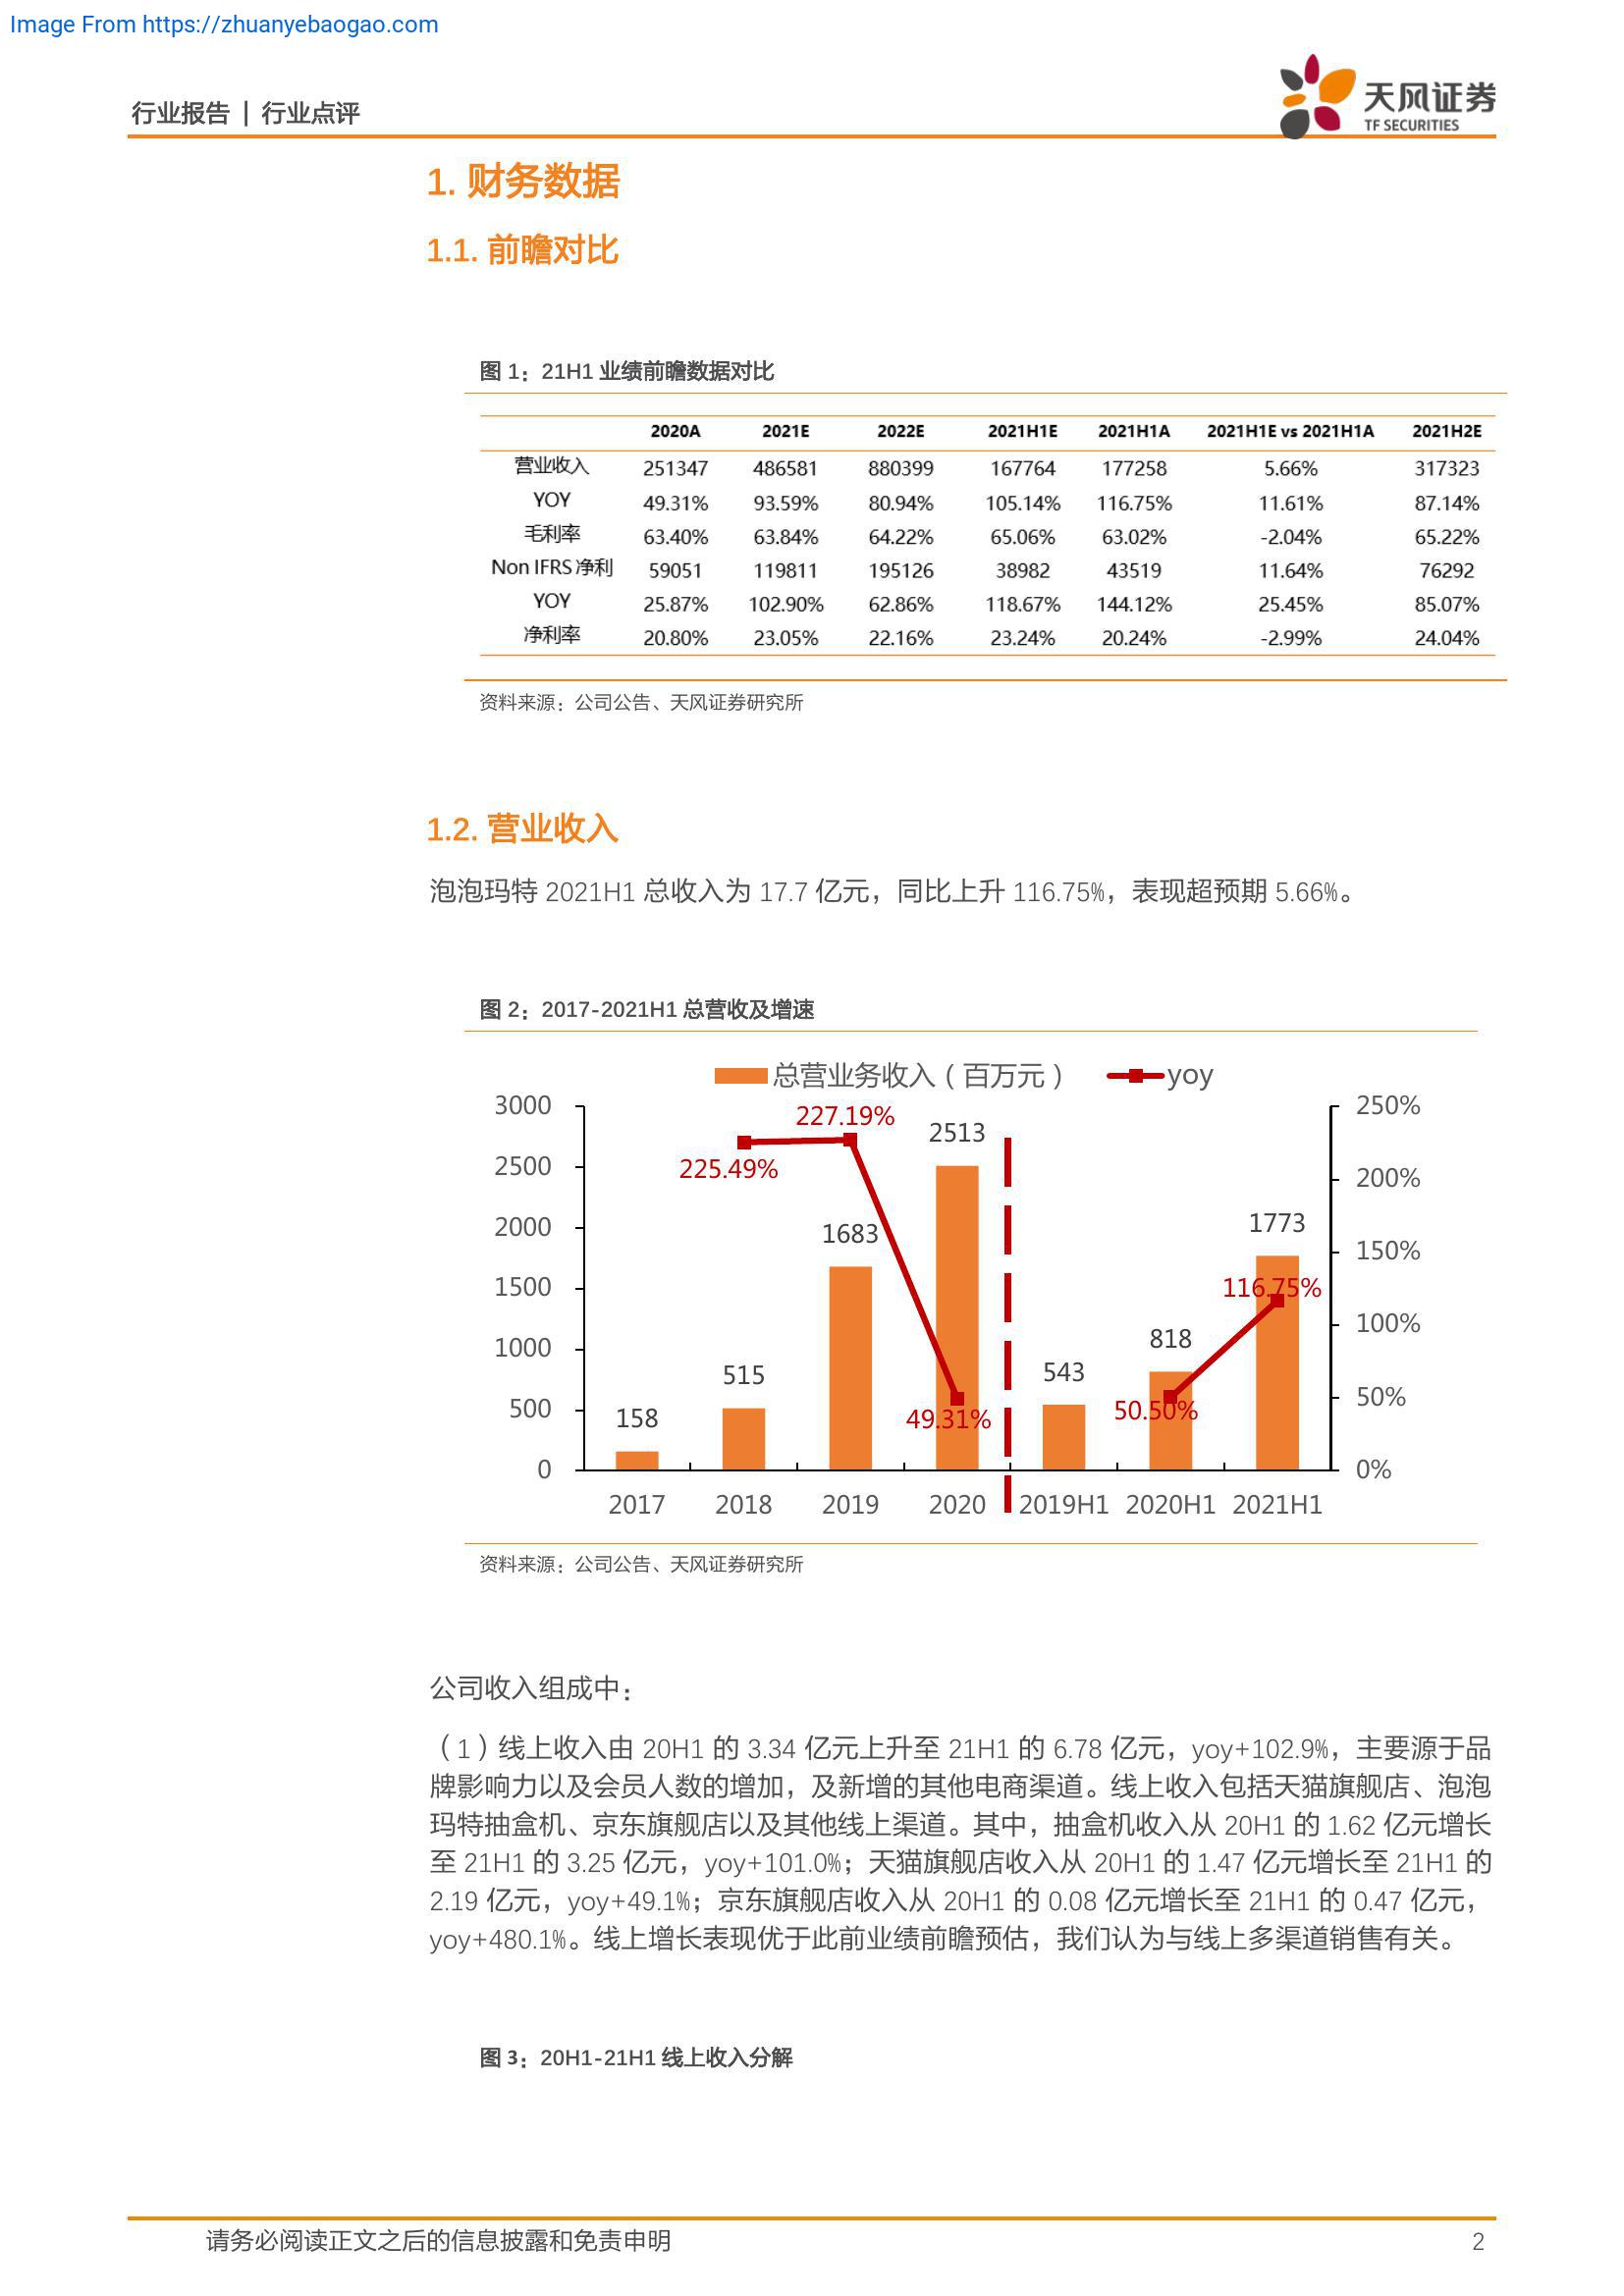 Image From https://zhuanyebaogao.com
行业报告 | 行业点评
天风证券
TF SECURITIES
1. 财务数据
1.1. 前瞻对比
图 1：21H1 业绩前瞻数据对比
2020A 2021E 2022E 2021H1E 2021H1A 2021H1E vs 2021H1A 2021H2E
营业收入 251347 486581 880399 167764 177258 5.66% 317323
YOY 49.31% 93.59% 80.94% 105.14% 116.75% 11.61% 87.14%
毛利率 63.40% 63.84% 64.22% 65.06% 63.02% -2.04% 65.22%
Non IFRS 净利 59051 119811 195126 38982 43519 11.64% 76292
YOY 25.87% 102.90% 62.86% 118.67% 144.12% 25.45% 85.07%
净利率 20.80% 23.05% 22.16% 23.24% 20.24% -2.99% 24.04%
资料来源：公司公告、天风证券研究所
1.2. 营业收入
泡泡玛特 2021H1 总收入为 17.7 亿元，同比上升 116.75%，表现超预期 5.66%。
图 2：2017-2021H1 总营收及增速
总营业务收入（百万元） yoy
3000 227.19% 2513 250%
2500 225.49% 200%
2000 1683 1773 150%
1500 116.75%
1000 515 543 818 100%
500 158 49.31% 50.50% 50%
0 0%
2017 2018 2019 2020 2019H1 2020H1 2021H1
资料来源：公司公告、天风证券研究所
公司收入组成中：
（1）线上收入由 20H1 的 3.34 亿元上升至 21H1 的 6.78 亿元，yoy+102.9%，主要源于品
牌影响力以及会员人数的增加，及新增的其他电商渠道。线上收入包括天猫旗舰店、泡泡
玛特抽盒机、京东旗舰店以及其他线上渠道。其中，抽盒机收入从 20H1 的 1.62 亿元增长
至 21H1 的 3.25 亿元，yoy+101.0%；天猫旗舰店收入从 20H1 的 1.47 亿元增长至 21H1 的
2.19 亿元，yoy+49.1%；京东旗舰店收入从 20H1 的 0.08 亿元增长至 21H1 的 0.47 亿元，
yoy+480.1%。线上增长表现优于此前业绩前瞻预估，我们认为与线上多渠道销售有关。
图 3：20H1-21H1 线上收入分解
请务必阅读正文之后的信息披露和免责申明 2